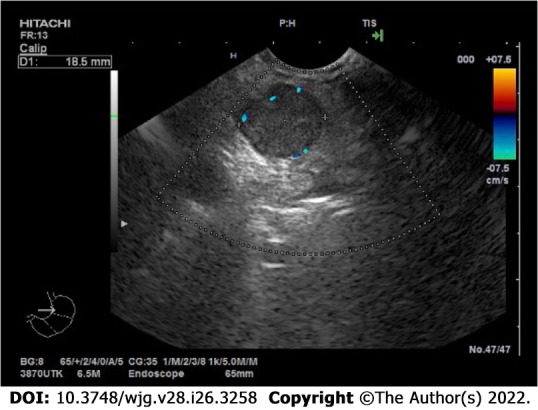 HITACHI
FR:13
Calip
D1: 18.5 mm
P:H
TIS
H
000 +07.5
-07.5
cm/s
No.47/47
BG:8 65/+/2/4/0/A/5 CG:35 1/M/2/3/8 1k/5.0M/M
3870UTK 6.5M Endoscope 65mm
DOI: 10.3748/wjg.v28.i26.3258 Copyright ©The Author(s) 2022.